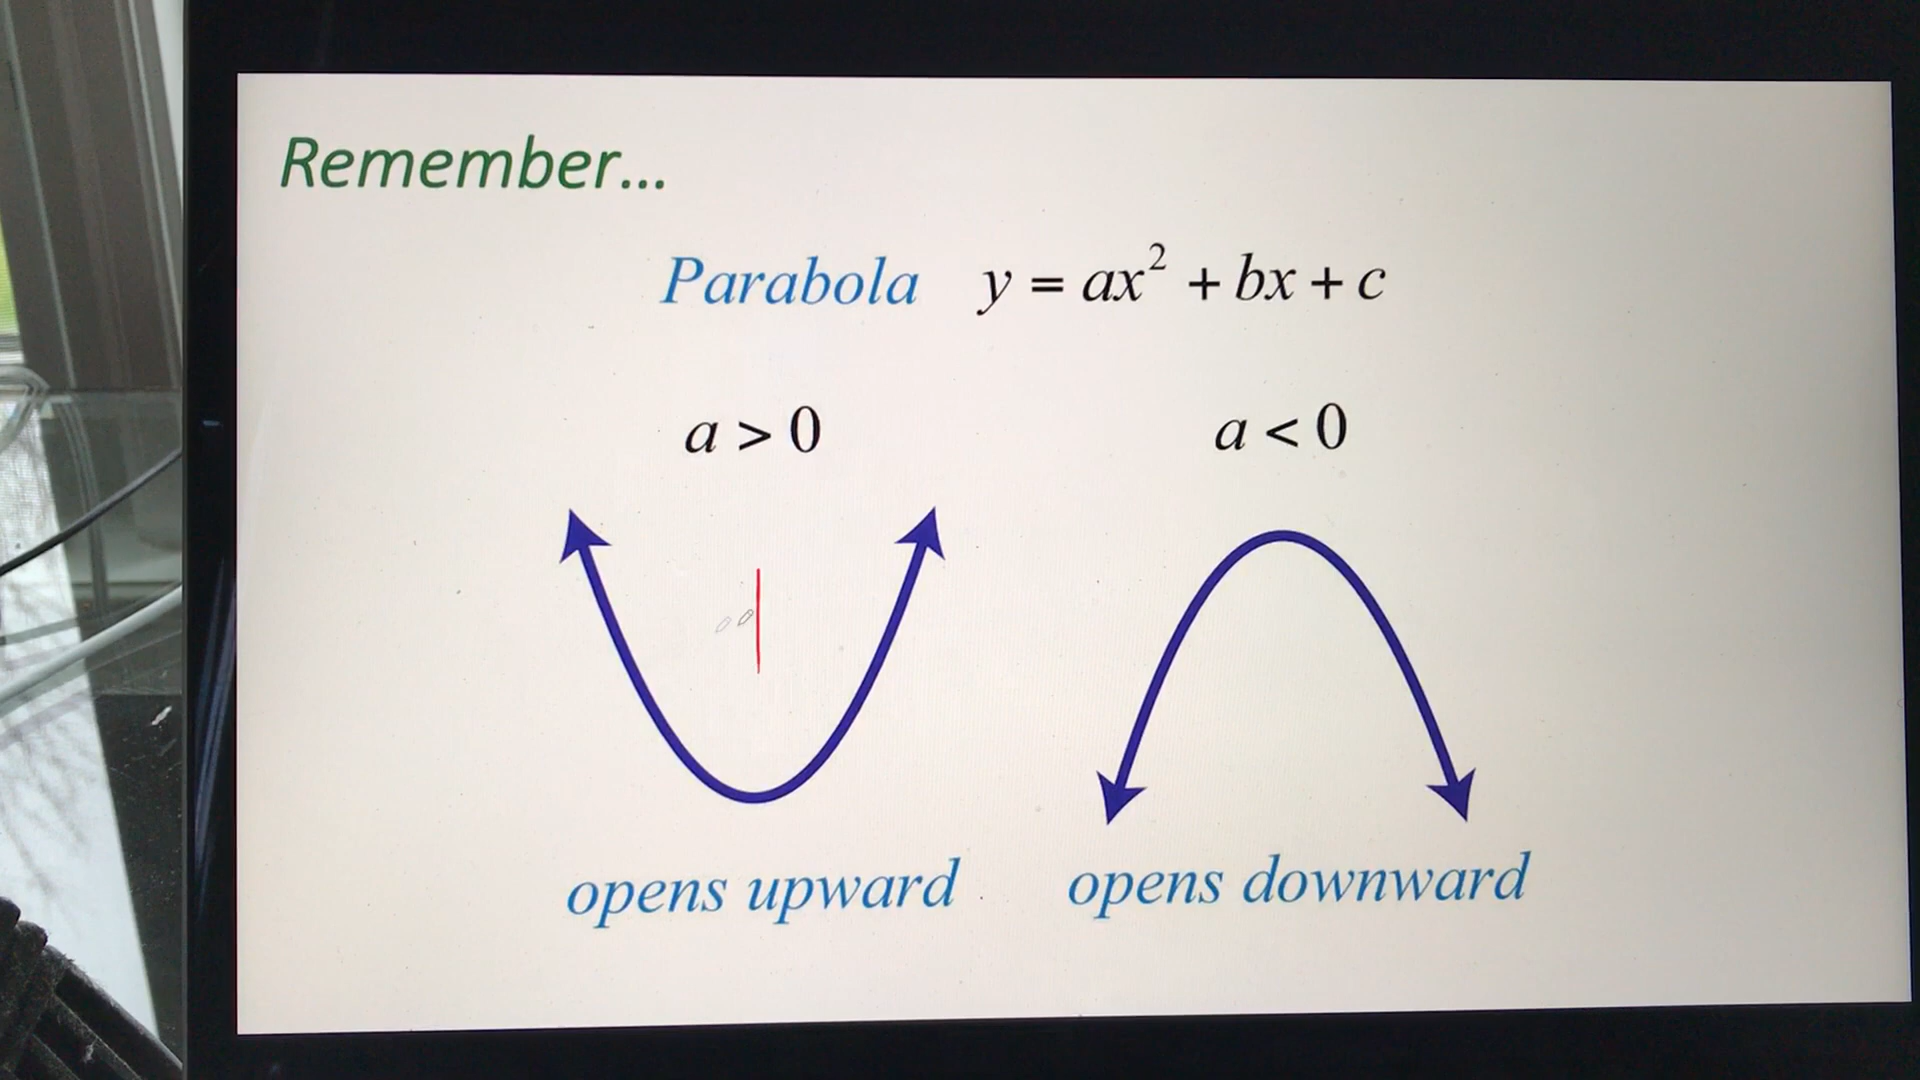 Remember...
Parabola y = ax² + bx + c
a > 0 a < 0
opens upward opens downward